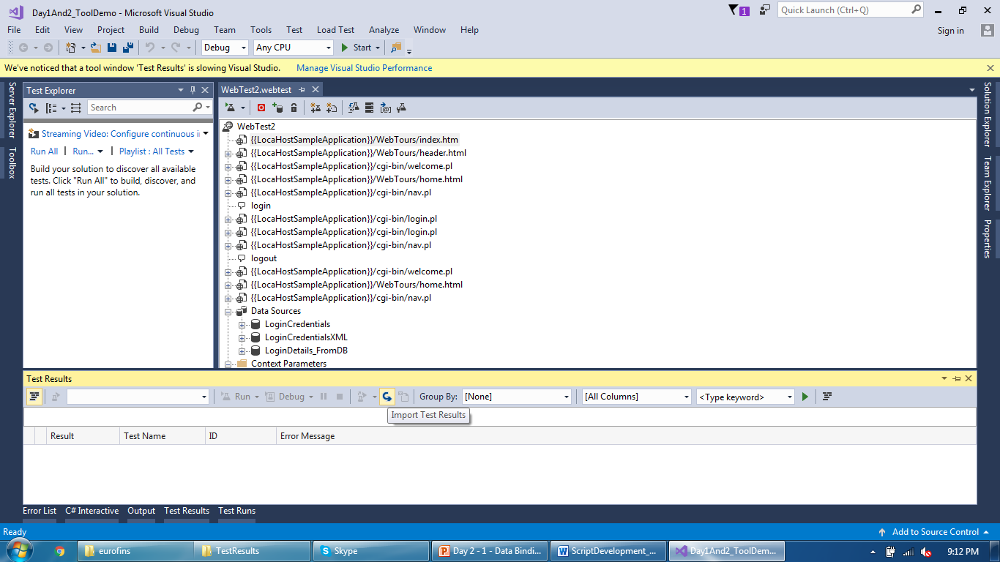 Day1And2_ToolDemo - Microsoft Visual Studio
1
Quick Launch (Ctrl+Q)
File Edit View Project Build Debug Team Tools Test Load Test Analyze Window Help
Sign in
Debug Any CPU Start
We've noticed that a tool window 'Test Results' is slowing Visual Studio. Manage Visual Studio Performance
Server Explorer
Toolbox
Test Explorer
Search
Streaming Video: Configure continuous i
Run All | Run... | Playlist : All Tests
Build your solution to discover all available
tests. Click "Run All" to build, discover, and
run all tests in your solution.
WebTest2.webtest
WebTest2
{{LocaHostSampleApplication}}/WebTours/index.htm
{{LocaHostSampleApplication}}/WebTours/header.html
{{LocaHostSampleApplication}}/cgi-bin/welcome.pl
{{LocaHostSampleApplication}}/WebTours/home.html
{{LocaHostSampleApplication}}/cgi-bin/nav.pl
login
{{LocaHostSampleApplication}}/cgi-bin/login.pl
{{LocaHostSampleApplication}}/cgi-bin/login.pl
{{LocaHostSampleApplication}}/cgi-bin/nav.pl
logout
{{LocaHostSampleApplication}}/cgi-bin/welcome.pl
{{LocaHostSampleApplication}}/WebTours/home.html
{{LocaHostSampleApplication}}/cgi-bin/nav.pl
Data Sources
LoginCredentials
LoginCredentialsXML
LoginDetails_FromDB
Context Parameters
Solution Explorer
Team Explorer
Properties
Test Results
Run Debug Group By: [None] [All Columns] <Type keyword>
Import Test Results
Result Test Name ID Error Message
Error List C# Interactive Output Test Results Test Runs
Ready
Add to Source Control
eurofins TestResults Skype Day 2 - 1 - Data Bindi... ScriptDevelopment_... Day1And2_ToolDem... 9:12 PM